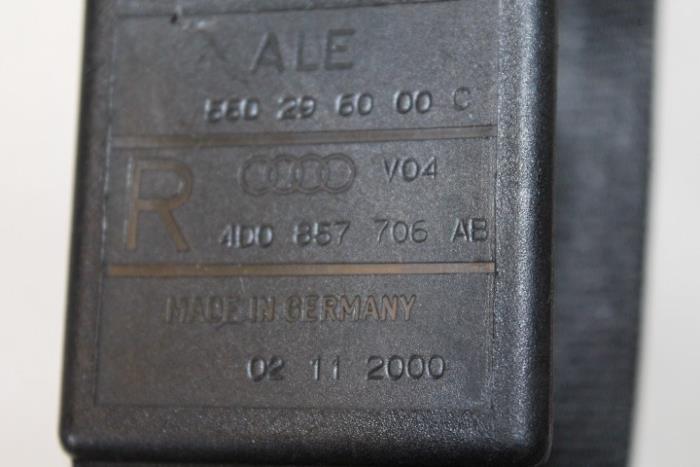 ALE
560 29 60 00 C
R V04
4D0 857 706 AB
MADE IN GERMANY
02 11 2000